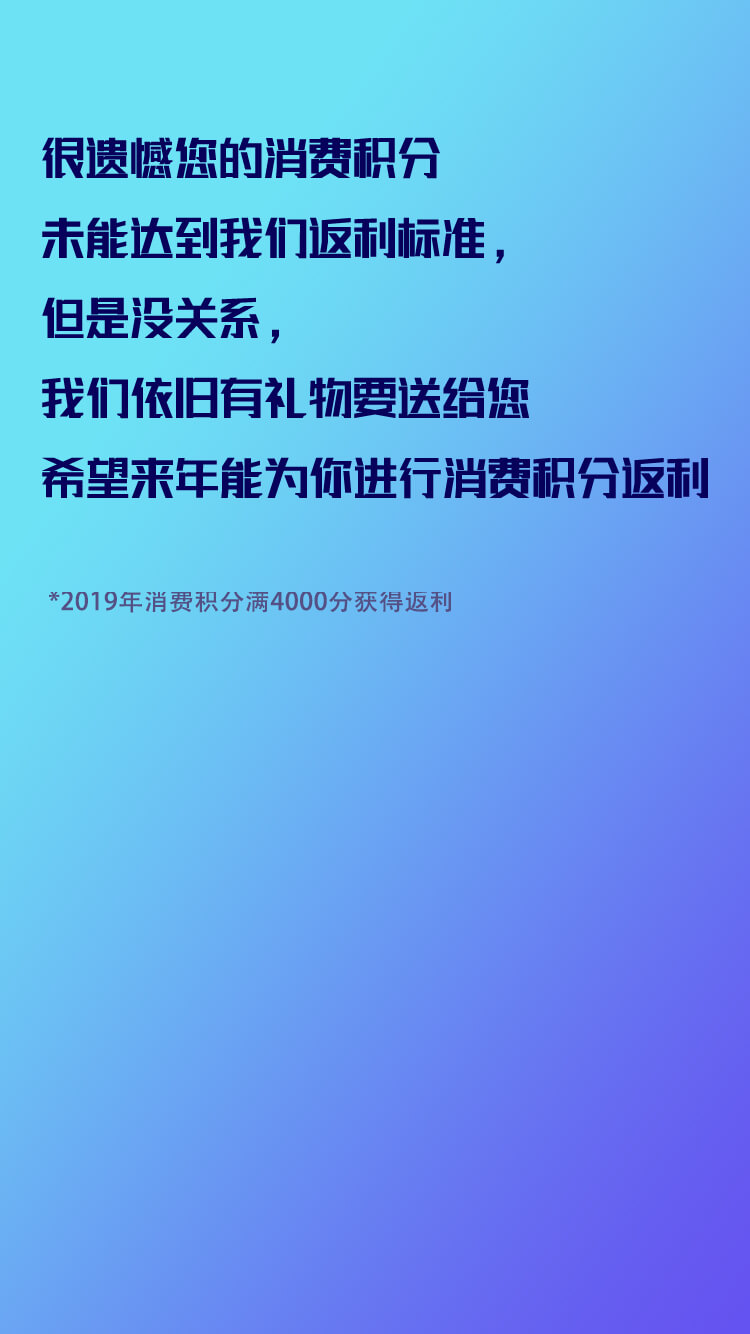 很遗憾您的消费积分
未能达到我们返利标准，
但是没关系，
我们依旧有礼物要送给您
希望来年能为你进行消费积分返利
*2019年消费积分满4000分获得返利